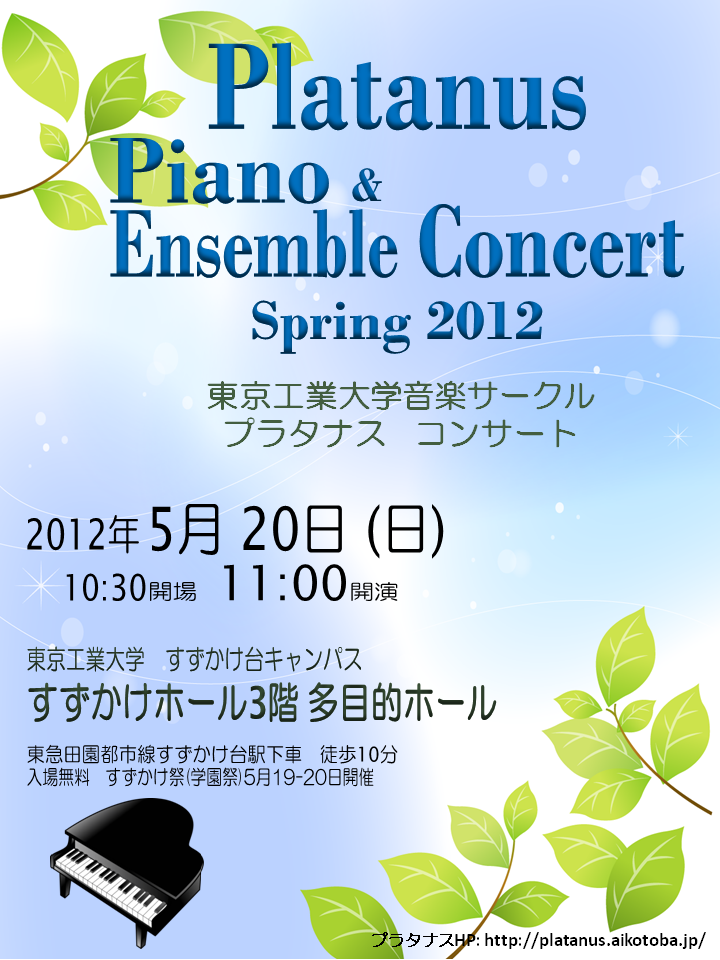 Platanus
Piano &
Ensemble Concert
Spring 2012
東京工業大学音楽サークル
プラタナス　コンサート
2012年 5月 20日 (日)
10:30開場　11:00開演
東京工業大学　すずかけ台キャンパス
すずかけホール3階 多目的ホール
東急田園都市線すずかけ台駅下車　徒歩10分
入場無料　すずかけ祭(学園祭)5月19-20日開催
プラタナスHP: http://platanus.aikotoba.jp/